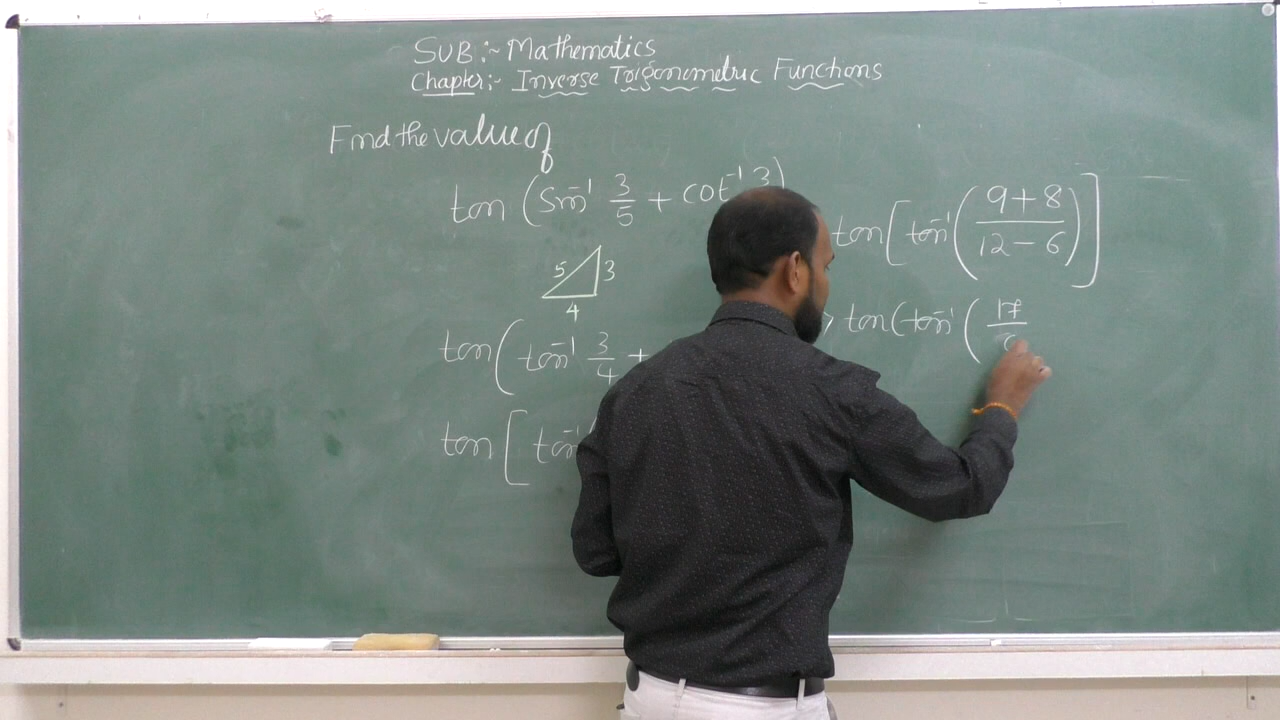 SUB:- Mathematics
Chapter:- Inverse Trigonometric Functions
Find the value of
tan (Sin⁻¹ 3/5 + cot⁻¹ 3
5 3
4
tan ( tan⁻¹ 3/4 +
tan [ tan⁻¹
tan [ tan⁻¹ ( 9 + 8 / 12 - 6 ) ]
tan ( tan⁻¹ ( 17